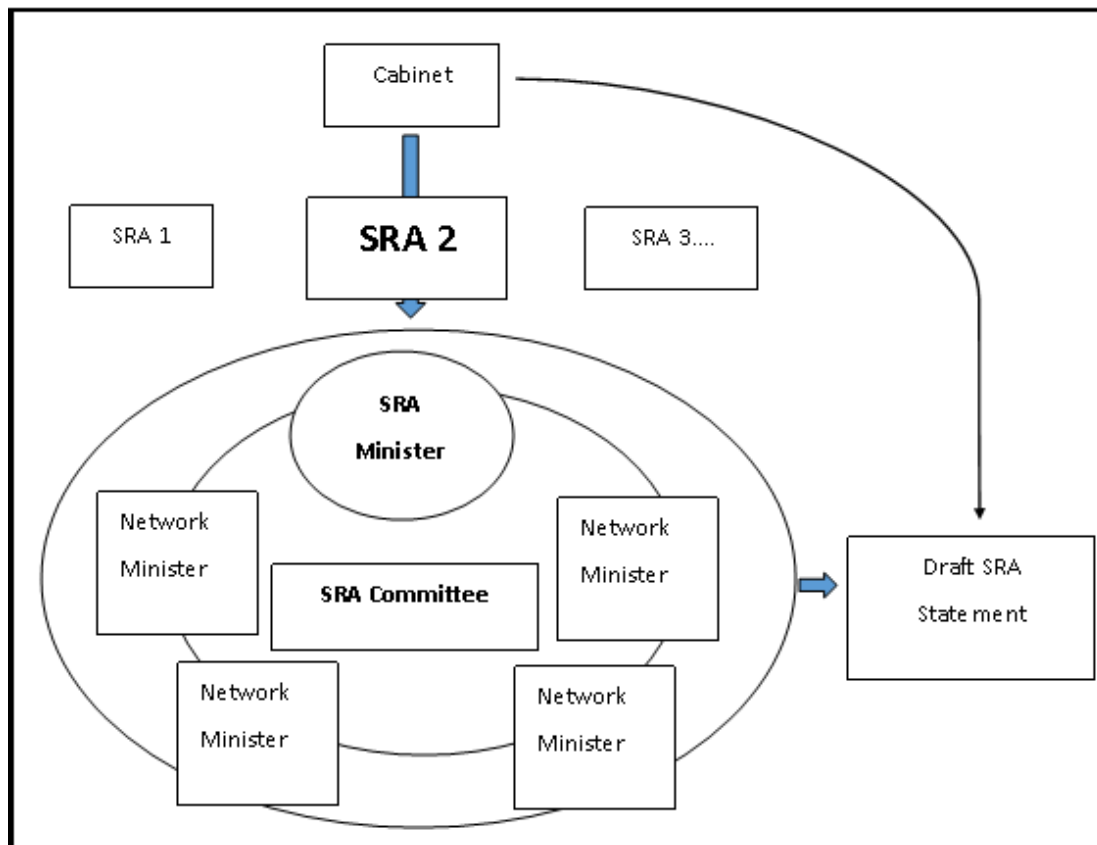 Cabinet
SRA 1
SRA 2
SRA 3....
SRA
Minister
Network
Minister
Network
Minister
SRA Committee
Draft SRA
Statement
Network
Minister
Network
Minister